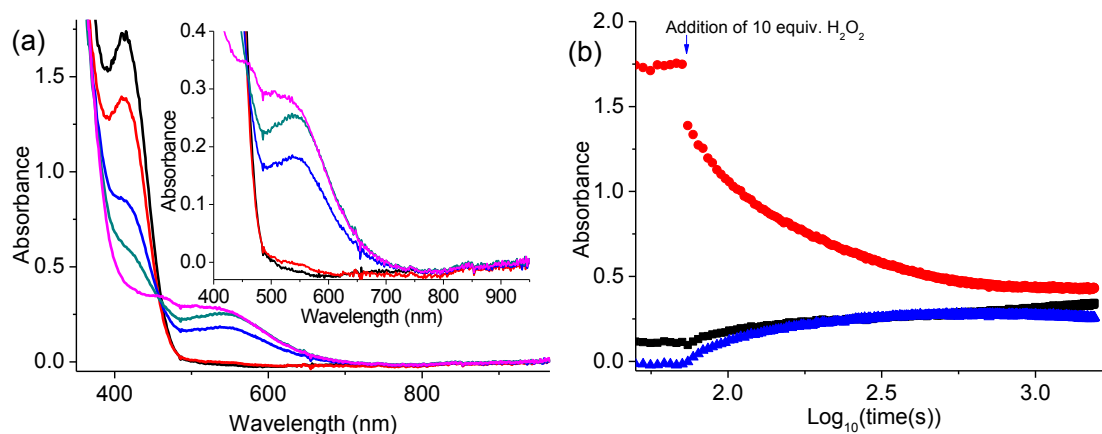 (a)
Absorbance
1.5
1.0
0.5
0.0
400
600
800
Wavelength (nm)
Absorbance
0.4
0.3
0.2
0.1
0.0
400 500 600 700 800 900
Wavelength (nm)
(b)
Addition of 10 equiv. H₂O₂
Absorbance
2.0
1.5
1.0
0.5
0.0
2.0
2.5
3.0
Log₁₀(time(s))